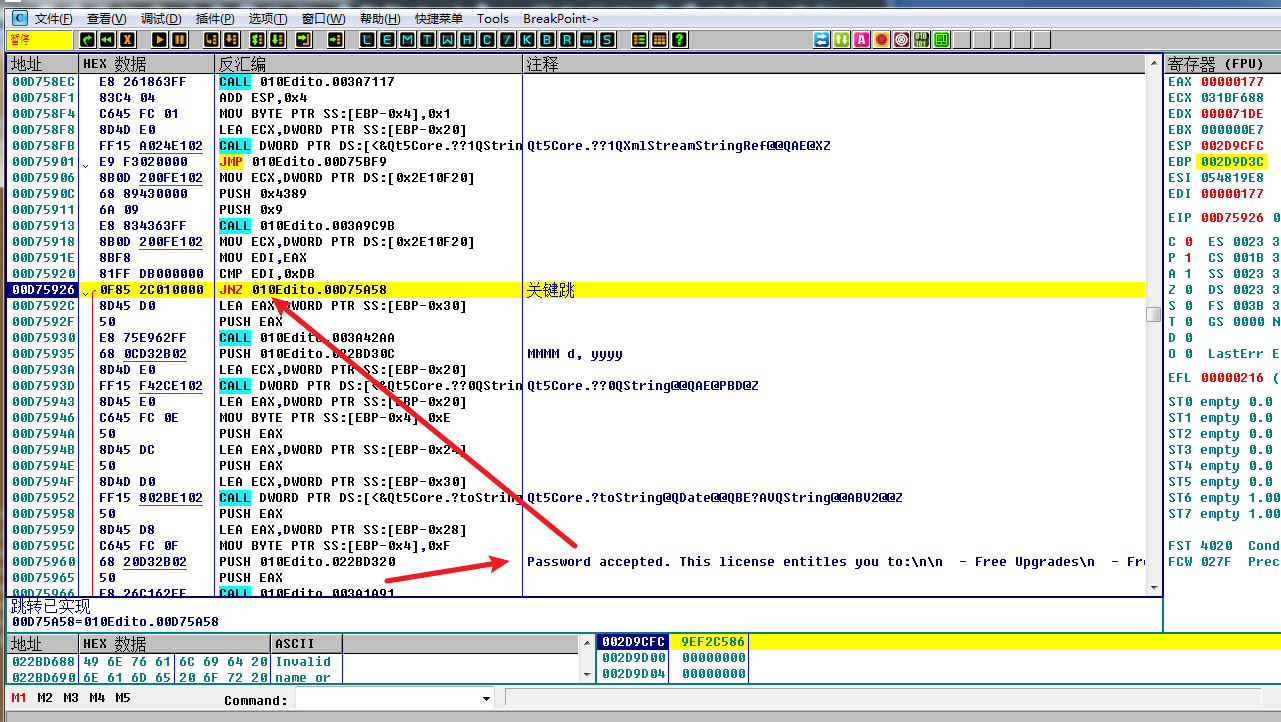 文件(F) 查看(V) 调试(D) 插件(P) 选项(T) 窗口(W) 帮助(H) 快捷菜单 Tools BreakPoint->
暂停 L E M T W H C / K B R ... S
地址 HEX 数据 反汇编 注释 寄存器 (FPU)
00D758EC E8 261863FF CALL 010Edito.003A7117
00D758F1 83C4 04 ADD ESP,0x4
00D758F4 C645 FC 01 MOV BYTE PTR SS:[EBP-0x4],0x1
00D758F8 8D4D E0 LEA ECX,DWORD PTR SS:[EBP-0x20]
00D758FB FF15 A024E102 CALL DWORD PTR DS:[<&Qt5Core.??1QStrin Qt5Core.??1QXmlStreamStringRef@@QAE@XZ
00D75901 E9 F3020000 JMP 010Edito.00D75BF9
00D75906 8B0D 200FE102 MOV ECX,DWORD PTR DS:[0x2E10F20]
00D7590C 68 89430000 PUSH 0x4389
00D75911 6A 09 PUSH 0x9
00D75913 E8 834363FF CALL 010Edito.003A9C9B
00D75918 8B0D 200FE102 MOV ECX,DWORD PTR DS:[0x2E10F20]
00D7591E 8BF8 MOV EDI,EAX
00D75920 81FF DB000000 CMP EDI,0xDB
00D75926 0F85 2C010000 JNZ 010Edito.00D75A58 关键跳
00D7592C 8D45 D0 LEA EAX,DWORD PTR SS:[EBP-0x30]
00D7592F 50 PUSH EAX
00D75930 E8 75E962FF CALL 010Edito.003A42AA
00D75935 68 0CD32B02 PUSH 010Edito.022BD30C MMMM d, yyyy
00D7593A 8D4D E0 LEA ECX,DWORD PTR SS:[EBP-0x20]
00D7593D FF15 F42CE102 CALL DWORD PTR DS:[<&Qt5Core.??0QStrin Qt5Core.??0QString@@QAE@PBD@Z
00D75943 8D45 E0 LEA EAX,DWORD PTR SS:[EBP-0x20]
00D75946 C645 FC 0E MOV BYTE PTR SS:[EBP-0x4],0xE
00D7594A 50 PUSH EAX
00D7594B 8D45 DC LEA EAX,DWORD PTR SS:[EBP-0x24]
00D7594E 50 PUSH EAX
00D7594F 8D4D D0 LEA ECX,DWORD PTR SS:[EBP-0x30]
00D75952 FF15 802BE102 CALL DWORD PTR DS:[<&Qt5Core.?toString Qt5Core.?toString@QDate@@QBE?AVQString@@ABV2@@Z
00D75958 50 PUSH EAX
00D75959 8D45 D8 LEA EAX,DWORD PTR SS:[EBP-0x28]
00D7595C C645 FC 0F MOV BYTE PTR SS:[EBP-0x4],0xF
00D75960 68 20D32B02 PUSH 010Edito.022BD320 Password accepted. This license entitles you to:\n\n - Free Upgrades\n - Fre
00D75965 50 PUSH EAX
00D75966 E8 26C162FF CALL 010Edito.003A1A91
EAX 00000177
ECX 031BF688
EDX 000071DE
EBX 000000E7
ESP 002D9CFC
EBP 002D9D3C
ESI 054819E8
EDI 00000177
EIP 00D75926 0
C 0 ES 0023 3
P 1 CS 001B 3
A 1 SS 0023 3
Z 0 DS 0023 3
S 0 FS 003B 3
T 0 GS 0000 N
D 0
O 0 LastErr E
EFL 00000216 (
ST0 empty 0.0
ST1 empty 0.0
ST2 empty 0.0
ST3 empty 0.0
ST4 empty 0.0
ST5 empty 0.0
ST6 empty 1.00
ST7 empty 1.00
FST 4020 Cond
FCW 027F Prec
跳转已实现
00D75A58=010Edito.00D75A58
地址 HEX 数据 ASCII
022BD688 49 6E 76 61 6C 69 64 20 Invalid
022BD690 6E 61 6D 65 20 6F 72 20 name or
002D9CFC 9EF2C586
002D9D00 00000000
002D9D04 00000000
M1 M2 M3 M4 M5 Command: